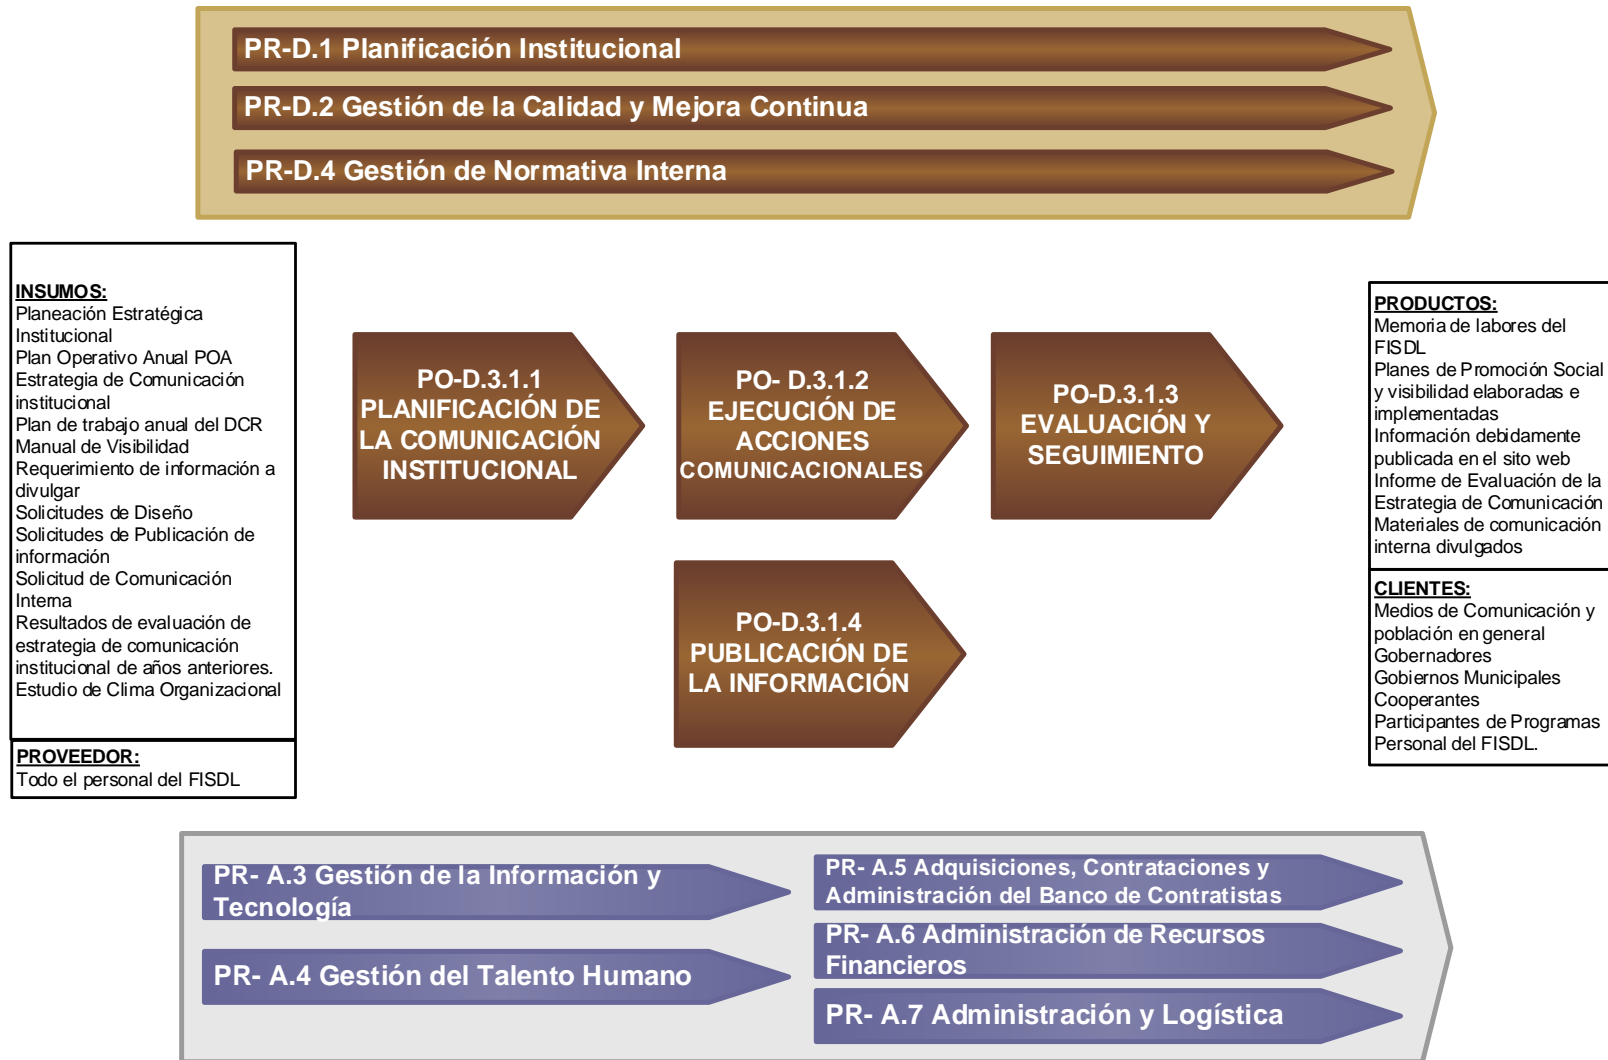 PR-D.1 Planificación Institucional
PR-D.2 Gestión de la Calidad y Mejora Continua
PR-D.4 Gestión de Normativa Interna
INSUMOS:
Planeación Estratégica
Institucional
Plan Operativo Anual POA
Estrategia de Comunicación
institucional
Plan de trabajo anual del DCR
Manual de Visibilidad
Requerimiento de información a
divulgar
Solicitudes de Diseño
Solicitudes de Publicación de
información
Solicitud de Comunicación
Interna
Resultados de evaluación de
estrategia de comunicación
institucional de años anteriores.
Estudio de Clima Organizacional
PROVEEDOR:
Todo el personal del FISDL
PO-D.3.1.1
PLANIFICACIÓN DE
LA COMUNICACIÓN
INSTITUCIONAL
PO- D.3.1.2
EJECUCIÓN DE
ACCIONES
COMUNICACIONALES
PO-D.3.1.3
EVALUACIÓN Y
SEGUIMIENTO
PO-D.3.1.4
PUBLICACIÓN DE
LA INFORMACIÓN
PRODUCTOS:
Memoria de labores del
FISDL
Planes de Promoción Social
y visibilidad elaboradas e
implementadas
Información debidamente
publicada en el sito web
Informe de Evaluación de la
Estrategia de Comunicación
Materiales de comunicación
interna divulgados
CLIENTES:
Medios de Comunicación y
población en general
Gobernadores
Gobiernos Municipales
Cooperantes
Participantes de Programas
Personal del FISDL.
PR- A.3 Gestión de la Información y
Tecnología
PR- A.4 Gestión del Talento Humano
PR- A.5 Adquisiciones, Contrataciones y
Administración del Banco de Contratistas
PR- A.6 Administración de Recursos
Financieros
PR- A.7 Administración y Logística